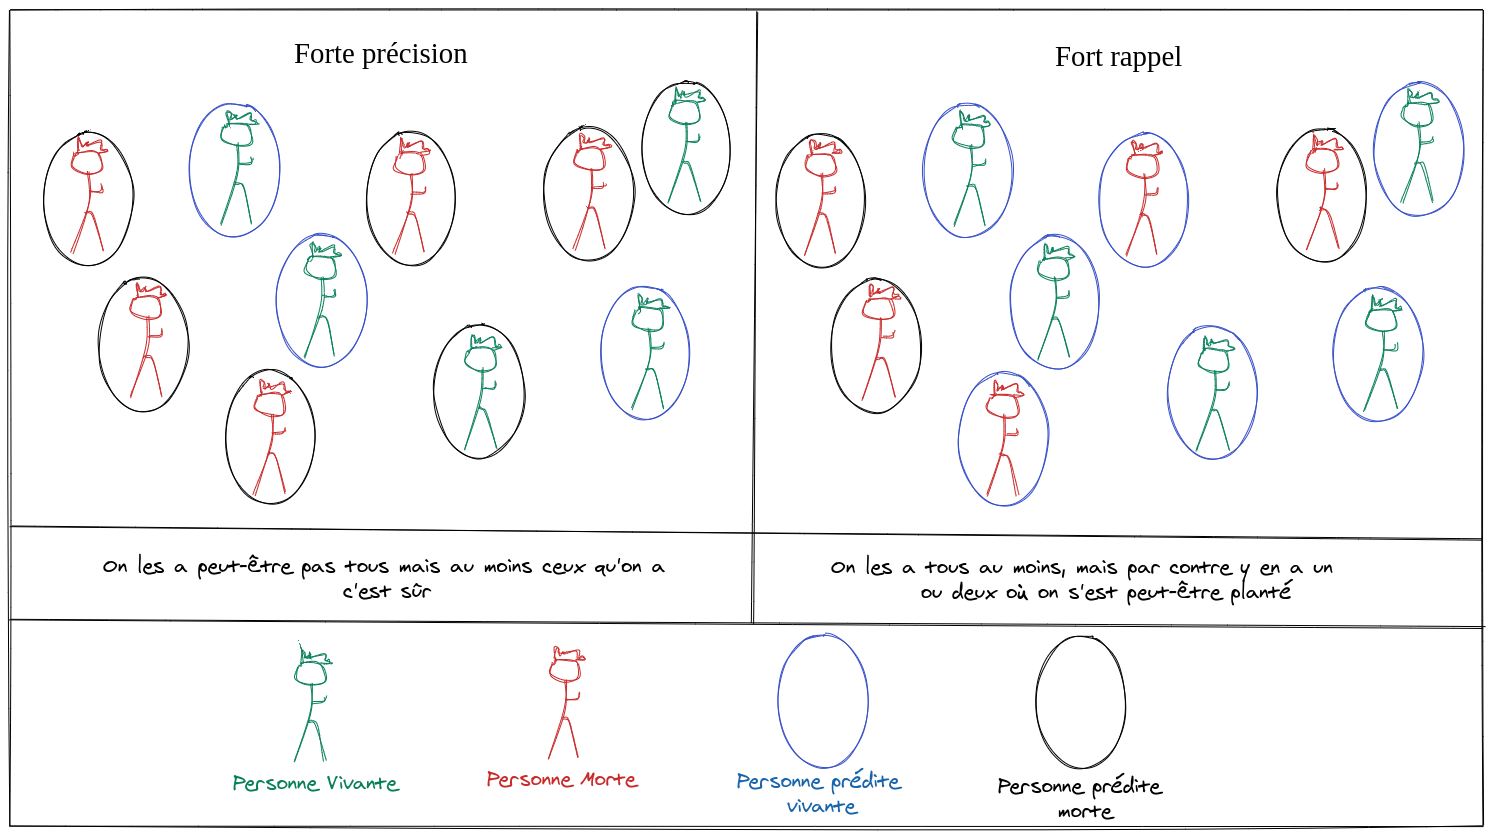 Forte précision
Fort rappel
On les a peut-être pas tous mais au moins ceux qu'on a
c'est sûr
On les a tous au moins, mais par contre y en a un
ou deux où on s'est peut-être planté
Personne Vivante
Personne Morte
Personne prédite
vivante
Personne prédite
morte